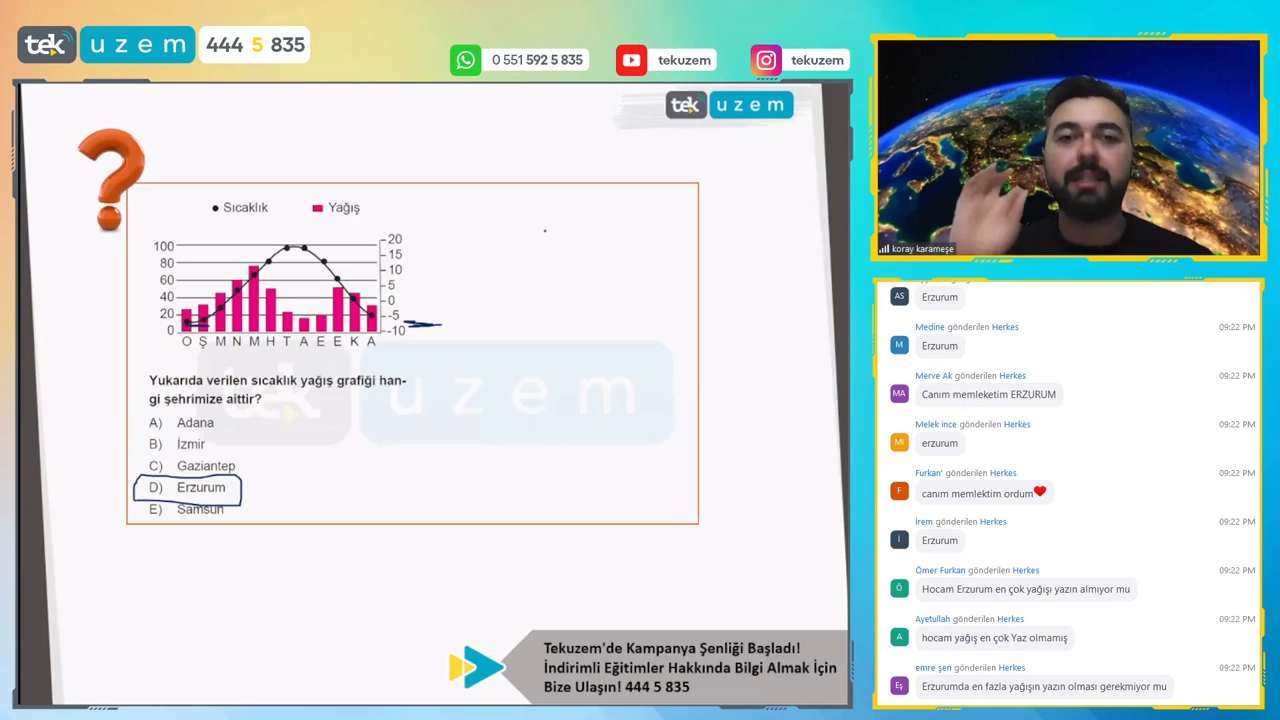 tek uzem 444 5 835
0 551 592 5 835
tekuzem
tekuzem
tek uzem
Sıcaklık Yağış
100
80
60
40
20
0
20
15
10
5
0
-5
-10
O Ş M N M H T A E E K A
Yukarıda verilen sıcaklık yağış grafiği han-
gi şehrimize aittir?
A) Adana
B) İzmir
C) Gaziantep
D) Erzurum
E) Samsun
tek uzem
Tekuzem'de Kampanya Şenliği Başladı!
İndirimli Eğitimler Hakkında Bilgi Almak İçin
Bize Ulaşın! 444 5 835
koray karameşe
AS
Erzurum
Medine gönderilen Herkes 09:22 PM
M
Erzurum
Merve Ak gönderilen Herkes 09:22 PM
MA
Canım memleketim ERZURUM
Melek ince gönderilen Herkes 09:22 PM
MI
erzurum
Furkan' gönderilen Herkes 09:22 PM
F
canım memlektim ordum❤
İrem gönderilen Herkes 09:22 PM
İ
Erzurum
Ömer Furkan gönderilen Herkes 09:22 PM
Ö
Hocam Erzurum en çok yağışı yazın almıyor mu
Ayetullah gönderilen Herkes 09:22 PM
A
hocam yağış en çok Yaz olmamış
emre şen gönderilen Herkes 09:22 PM
Eş
Erzurumda en fazla yağışın yazın olması gerekmiyor mu